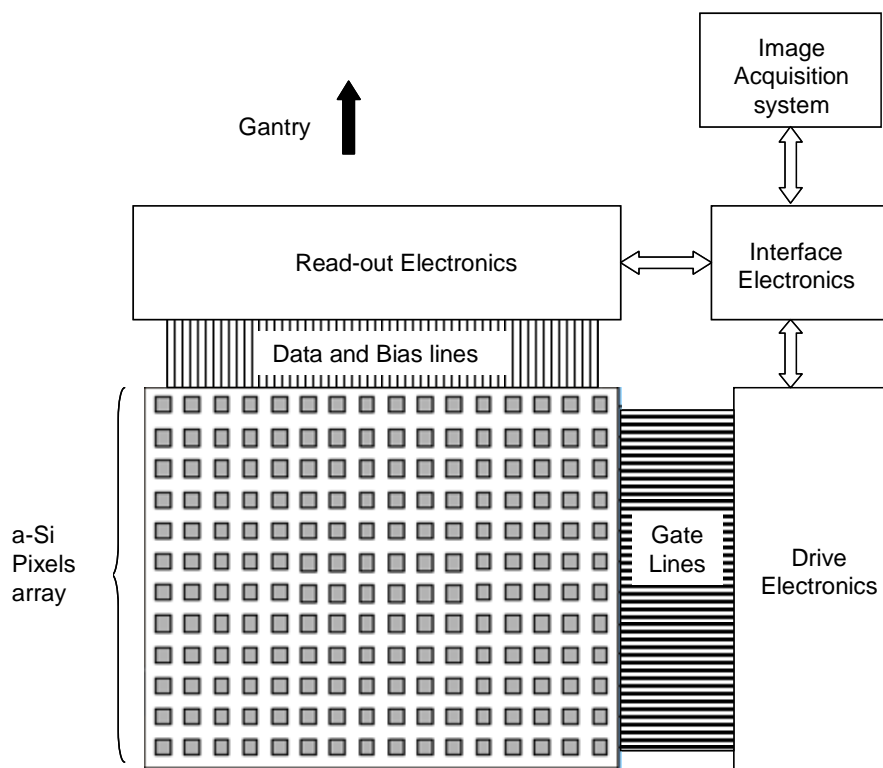 Image
Acquisition
system
Gantry
Read-out Electronics
Interface
Electronics
Data and Bias lines
a-Si
Pixels
array
Gate
Lines
Drive
Electronics